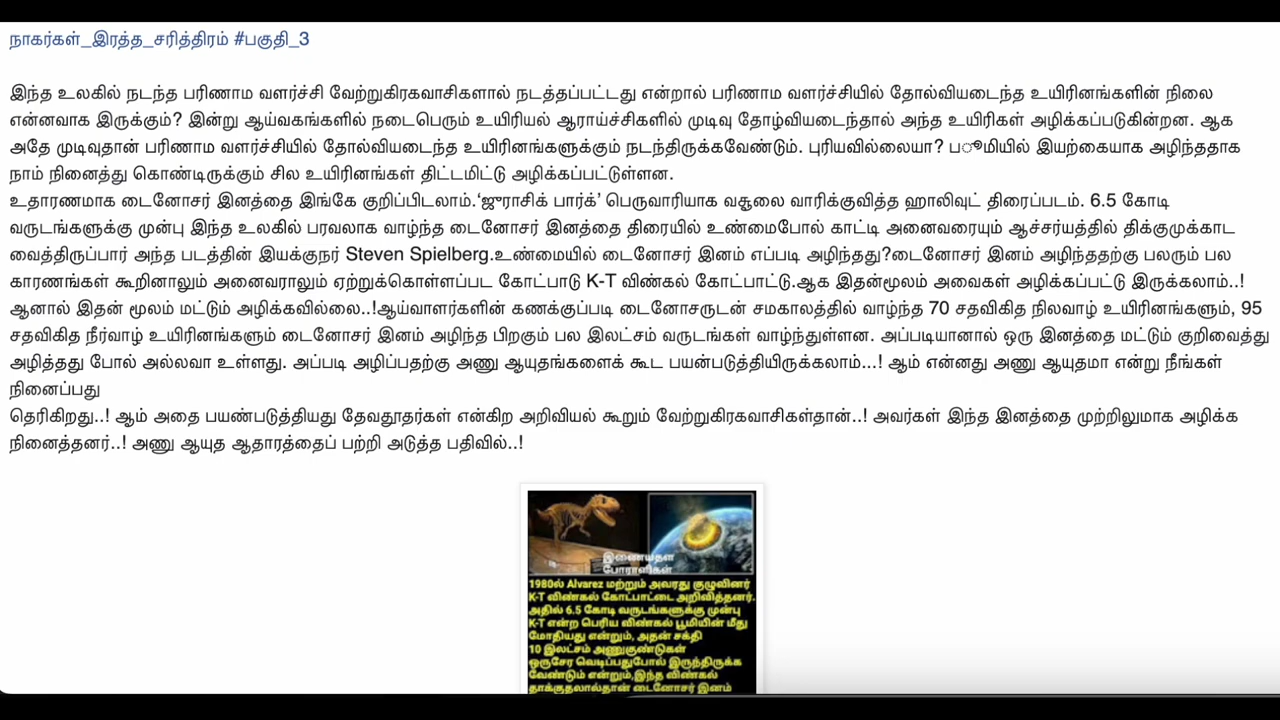 நாகர்கள்_இரத்த_சரித்திரம் #பகுதி_3
இந்த உலகில் நடந்த பரிணாம வளர்ச்சி வேற்றுகிரகவாசிகளால் நடத்தப்பட்டது என்றால் பரிணாம வளர்ச்சியில் தோல்வியடைந்த உயிரினங்களின் நிலை
என்னவாக இருக்கும்? இன்று ஆய்வகங்களில் நடைபெரும் உயிரியல் ஆராய்ச்சிகளில் முடிவு தோழ்வியடைந்தால் அந்த உயிரிகள் அழிக்கப்படுகின்றன. ஆக
அதே முடிவுதான் பரிணாம வளர்ச்சியில் தோல்வியடைந்த உயிரினங்களுக்கும் நடந்திருக்கவேண்டும். புரியவில்லையா? பூமியில் இயற்கையாக அழிந்ததாக
நாம் நினைத்து கொண்டிருக்கும் சில உயிரினங்கள் திட்டமிட்டு அழிக்கப்பட்டுள்ளன.
உதாரணமாக டைனோசர் இனத்தை இங்கே குறிப்பிடலாம்.‘ஜுராசிக் பார்க்’ பெருவாரியாக வசூலை வாரிக்குவித்த ஹாலிவுட் திரைப்படம். 6.5 கோடி
வருடங்களுக்கு முன்பு இந்த உலகில் பரவலாக வாழ்ந்த டைனோசர் இனத்தை திரையில் உண்மைபோல் காட்டி அனைவரையும் ஆச்சர்யத்தில் திக்குமுக்காட
வைத்திருப்பார் அந்த படத்தின் இயக்குநர் Steven Spielberg.உண்மையில் டைனோசர் இனம் எப்படி அழிந்தது?டைனோசர் இனம் அழிந்ததற்கு பலரும் பல
காரணங்கள் கூறினாலும் அனைவராலும் ஏற்றுக்கொள்ளப்பட கோட்பாடு K-T விண்கல் கோட்பாட்டு.ஆக இதன்மூலம் அவைகள் அழிக்கப்பட்டு இருக்கலாம்..!
ஆனால் இதன் மூலம் மட்டும் அழிக்கவில்லை..!ஆய்வாளர்களின் கணக்குப்படி டைனோசருடன் சமகாலத்தில் வாழ்ந்த 70 சதவிகித நிலவாழ் உயிரினங்களும், 95
சதவிகித நீர்வாழ் உயிரினங்களும் டைனோசர் இனம் அழிந்த பிறகும் பல இலட்சம் வருடங்கள் வாழ்ந்துள்ளன. அப்படியானால் ஒரு இனத்தை மட்டும் குறிவைத்து
அழித்தது போல் அல்லவா உள்ளது. அப்படி அழிப்பதற்கு அணு ஆயுதங்களைக் கூட பயன்படுத்தியிருக்கலாம்...! ஆம் என்னது அணு ஆயுதமா என்று நீங்கள்
நினைப்பது
தெரிகிறது..! ஆம் அதை பயண்படுத்தியது தேவதூதர்கள் என்கிற அறிவியல் கூறும் வேற்றுகிரகவாசிகள்தான்..! அவர்கள் இந்த இனத்தை முற்றிலுமாக அழிக்க
நினைத்தனர்..! அணு ஆயுத ஆதாரத்தைப் பற்றி அடுத்த பதிவில்..!
இணையதள
போராளிகள்
1980ல் Alvarez மற்றும் அவரது குழுவினர்
K-T விண்கல் கோட்பாட்டை அறிவித்தனர்.
அதில் 6.5 கோடி வருடங்களுக்கு முன்பு
K-T என்ற பெரிய விண்கல் பூமியின் மீது
மோதியது என்றும், அதன் சக்தி
10 இலட்சம் அணுகுண்டுகள்
ஒருசேர வெடிப்பதுபோல் இருந்திருக்க
வேண்டும் என்றும்,இந்த விண்கல்
தாக்குதலால்தான் டைனோசர் இனம்